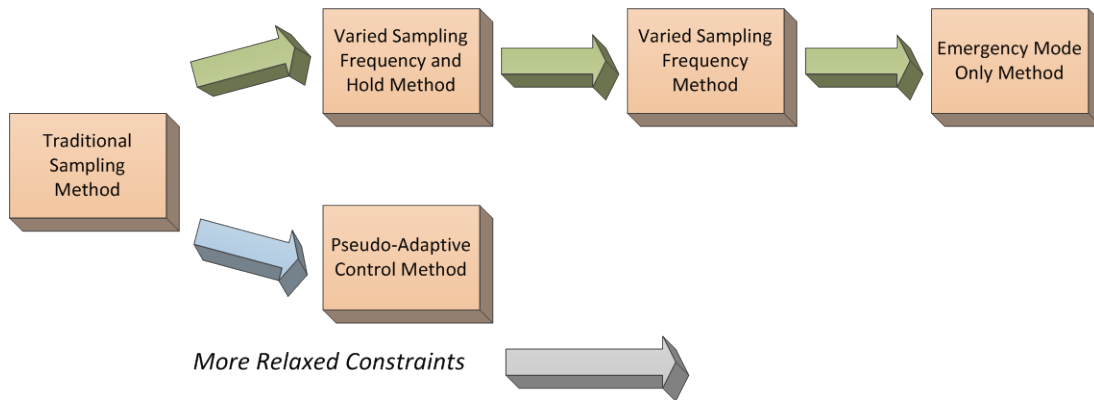 Varied Sampling
Frequency and
Hold Method
Varied Sampling
Frequency
Method
Emergency Mode
Only Method
Traditional
Sampling
Method
Pseudo-Adaptive
Control Method
More Relaxed Constraints